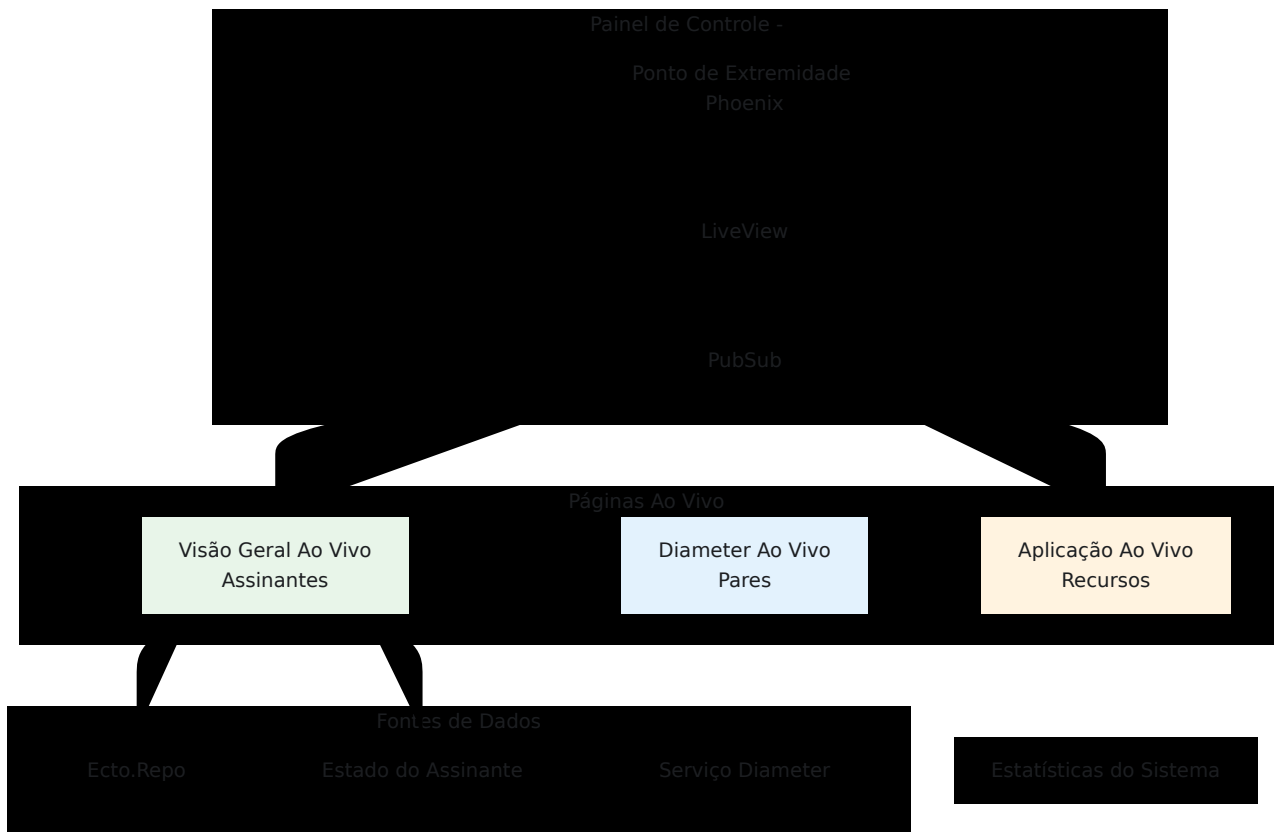 Painel de Controle -
Ponto de Extremidade
Phoenix
LiveView
PubSub
Páginas Ao Vivo
Visão Geral Ao Vivo
Assinantes
Diameter Ao Vivo
Pares
Aplicação Ao Vivo
Recursos
Fontes de Dados
Ecto.Repo
Estado do Assinante
Serviço Diameter
Estatísticas do Sistema